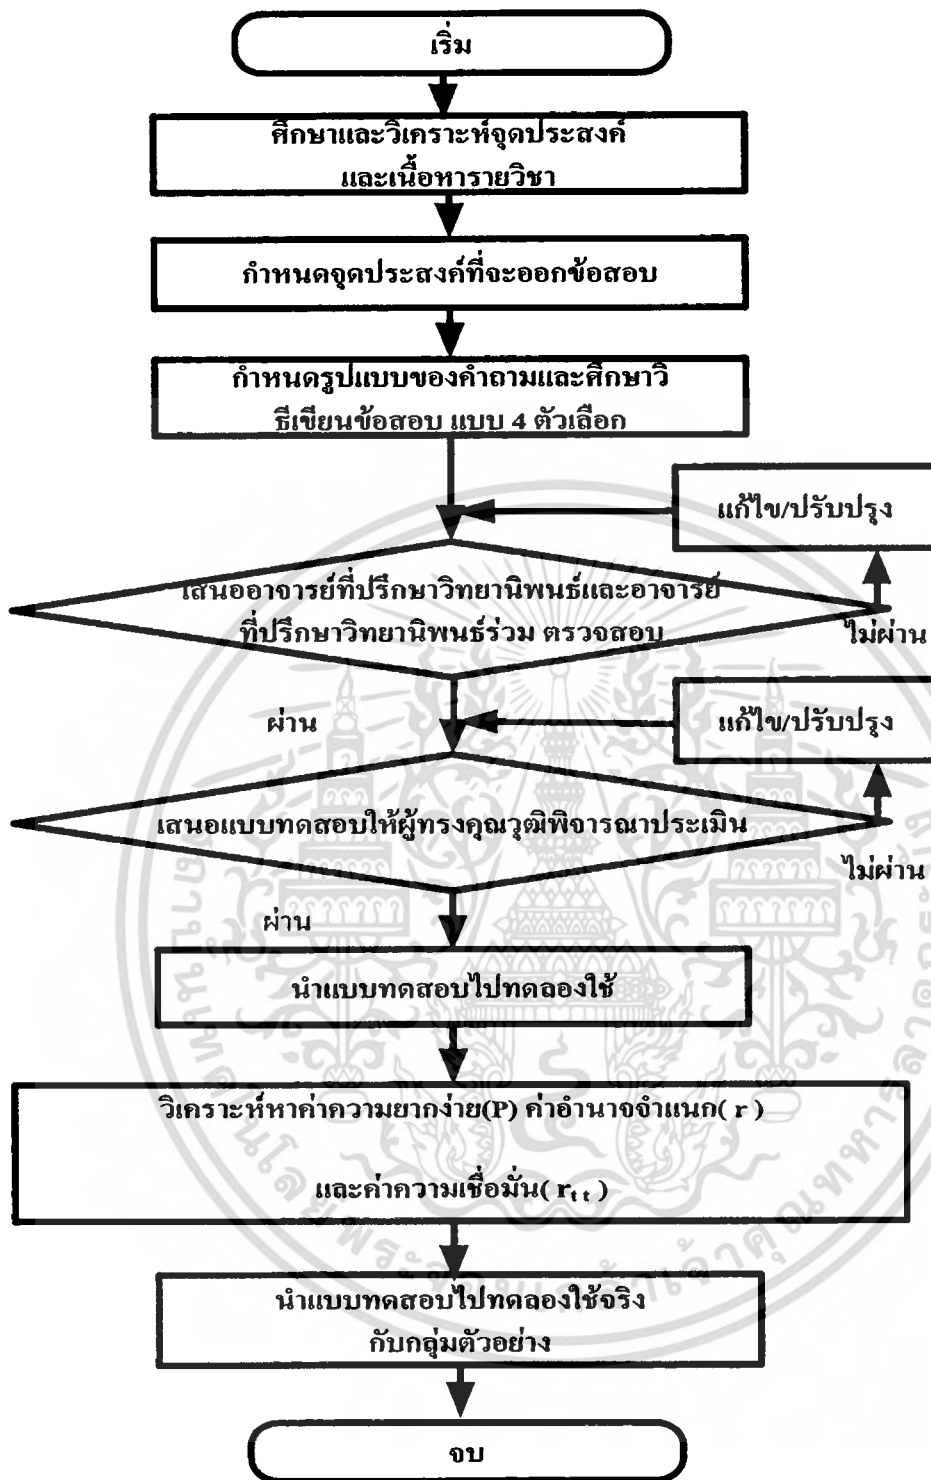 เริ่ม
ศึกษาและวิเคราะห์จุดประสงค์
และเนื้อหารายวิชา
กำหนดจุดประสงค์ที่จะออกข้อสอบ
กำหนดรูปแบบของคำถามและศึกษาวิ
ธีเขียนข้อสอบ แบบ 4 ตัวเลือก
แก้ไข/ปรับปรุง
เสนออาจารย์ที่ปรึกษาวิทยานิพนธ์และอาจารย์
ที่ปรึกษาวิทยานิพนธ์ร่วม ตรวจสอบ
ไม่ผ่าน
ผ่าน
แก้ไข/ปรับปรุง
เสนอแบบทดสอบให้ผู้ทรงคุณวุฒิพิจารณาประเมิน
ไม่ผ่าน
ผ่าน
นำแบบทดสอบไปทดลองใช้
วิเคราะห์หาค่าความยากง่าย(P) ค่าอำนาจจำแนก( r )
และค่าความเชื่อมั่น( rtt )
นำแบบทดสอบไปทดลองใช้จริง
กับกลุ่มตัวอย่าง
จบ